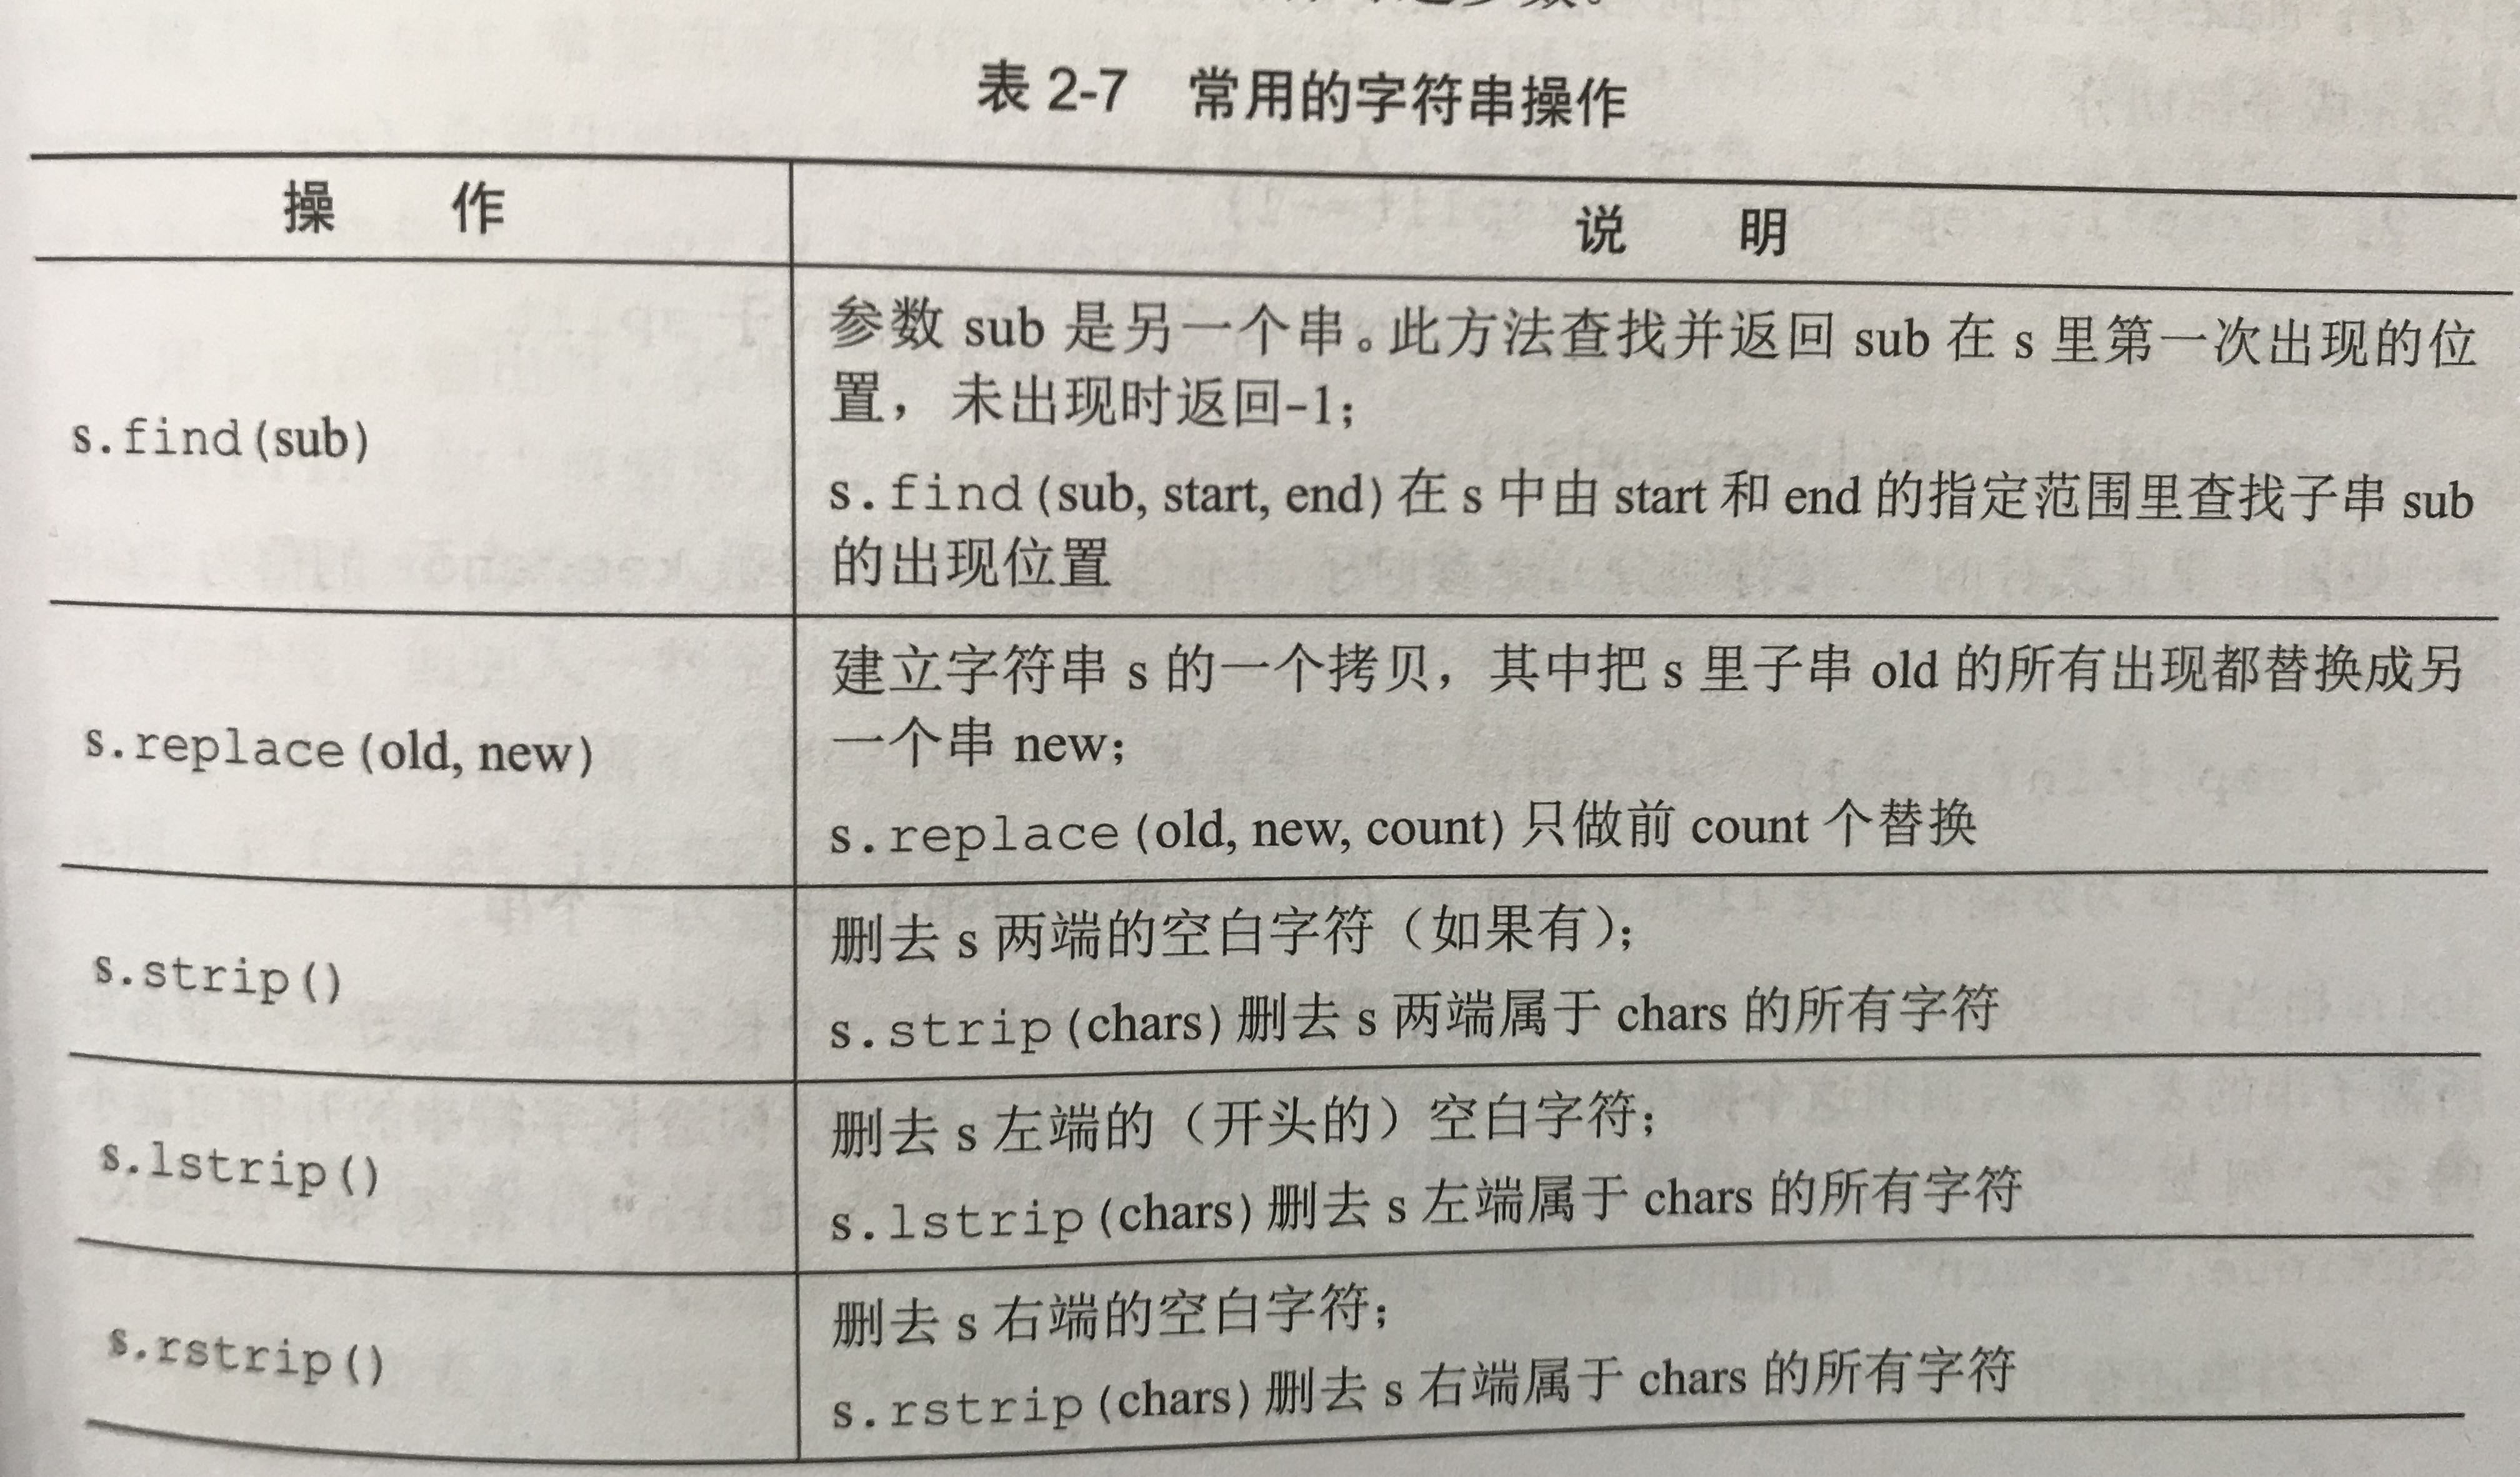 表 2-7 常用的字符串操作
操 作
说 明
s.find(sub)
参数 sub 是另一个串。此方法查找并返回 sub 在 s 里第一次出现的位
置，未出现时返回-1；
s.find(sub, start, end)在 s 中由 start 和 end 的指定范围里查找子串 sub
的出现位置
s.replace(old, new)
建立字符串 s 的一个拷贝，其中把 s 里子串 old 的所有出现都替换成另
一个串 new；
s.replace(old, new, count)只做前 count 个替换
s.strip()
删去 s 两端的空白字符（如果有）；
s.strip(chars)删去 s 两端属于 chars 的所有字符
s.lstrip()
删去 s 左端的（开头的）空白字符；
s.lstrip(chars)删去 s 左端属于 chars 的所有字符
s.rstrip()
删去 s 右端的空白字符；
s.rstrip(chars)删去 s 右端属于 chars 的所有字符